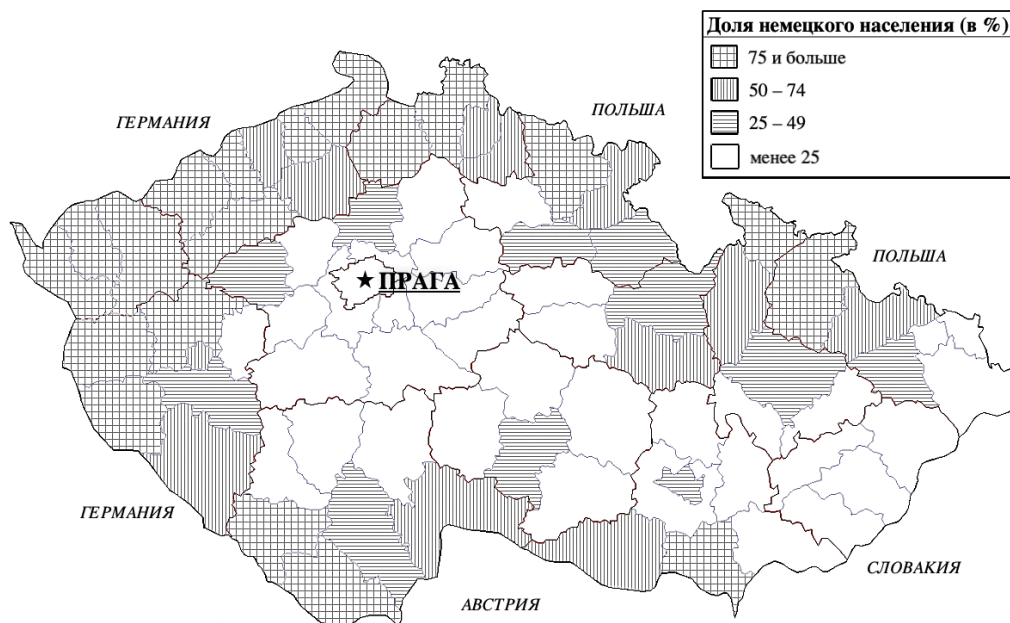 Доля немецкого населения (в %)
75 и больше
50 – 74
25 – 49
менее 25
ГЕРМАНИЯ
ПОЛЬША
ПОЛЬША
ПРАГА
ГЕРМАНИЯ
АВСТРИЯ
СЛОВАКИЯ